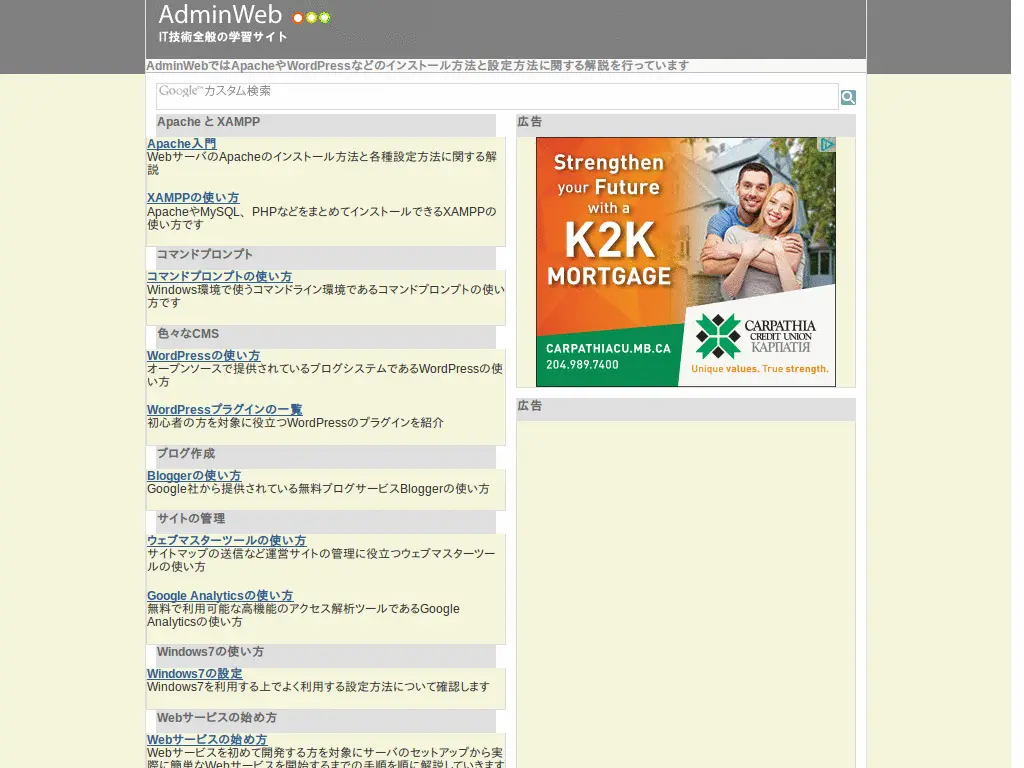 AdminWeb
IT技術全般の学習サイト
AdminWebではApacheやWordPressなどのインストール方法と設定方法に関する解説を行っています
Google™カスタム検索
Apache と XAMPP
Apache入門
WebサーバのApacheのインストール方法と各種設定方法に関する解
説
XAMPPの使い方
ApacheやMySQL、PHPなどをまとめてインストールできるXAMPPの
使い方です
コマンドプロンプト
コマンドプロンプトの使い方
Windows環境で使うコマンドライン環境であるコマンドプロンプトの使い
方です
色々なCMS
WordPressの使い方
オープンソースで提供されているブログシステムであるWordPressの使
い方
WordPressプラグインの一覧
初心者の方を対象に役立つWordPressのプラグインを紹介
ブログ作成
Bloggerの使い方
Google社から提供されている無料ブログサービスBloggerの使い方
サイトの管理
ウェブマスターツールの使い方
サイトマップの送信など運営サイトの管理に役立つウェブマスターツー
ルの使い方
Google Analyticsの使い方
無料で利用可能な高機能のアクセス解析ツールであるGoogle
Analyticsの使い方
Windows7の使い方
Windows7の設定
Windows7を利用する上でよく利用する設定方法について確認します
Webサービスの始め方
Webサービスの始め方
Webサービスを初めて開発する方を対象にサーバのセットアップから実
際に簡単なWebサービスを開始するまでの手順を順に解説していきます
広告
Strengthen
your Future
with a
K2K
MORTGAGE
CARPATHIACU.MB.CA
204.989.7400
CARPATHIA
CREDIT UNION
КАРПАТІЯ
Unique values. True strength.
広告